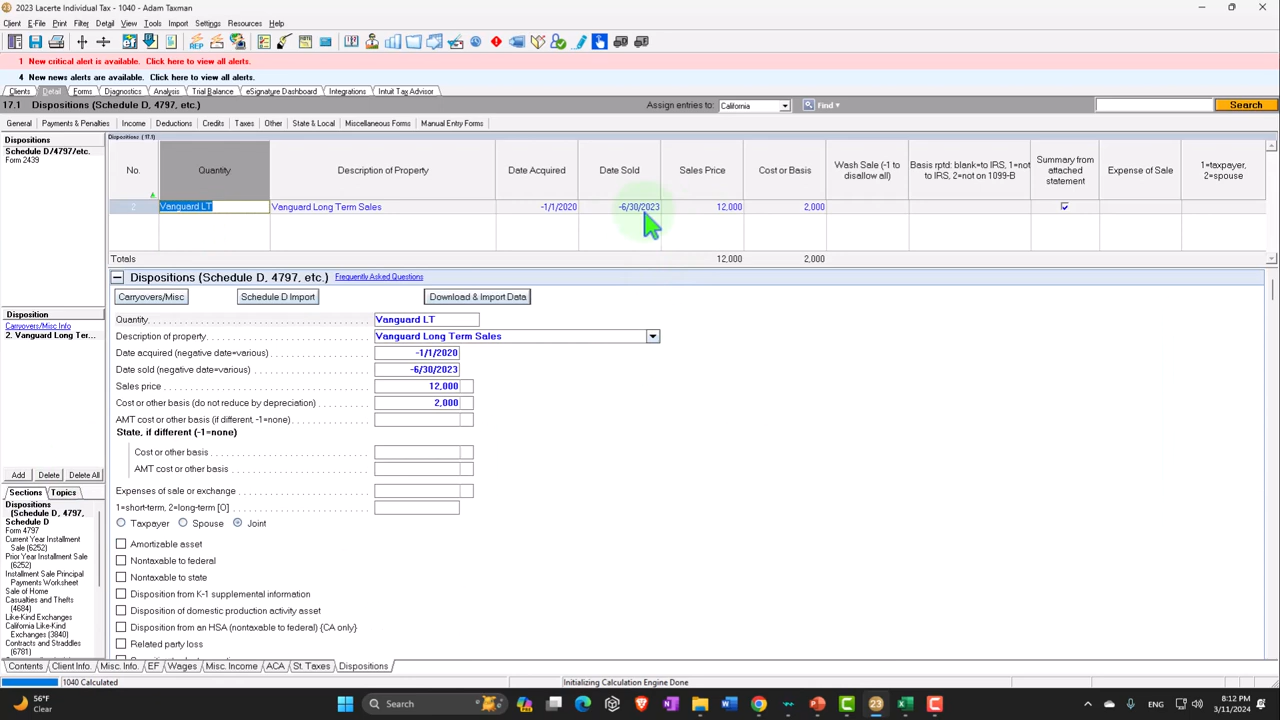 2023 Lacerte Individual Tax - 1040 - Adam Taxman
Client E-File Print Filter Detail View Tools Import Settings Resources Help
1 New critical alert is available. Click here to view all alerts.
4 New news alerts are available. Click here to view all alerts.
Clients Detail Forms Diagnostics Analysis Trial Balance eSignature Dashboard Integrations Intuit Tax Advisor
17.1 Dispositions (Schedule D, 4797, etc.) Assign entries to: California Find Search
General Payments & Penalties Income Deductions Credits Taxes Other State & Local Miscellaneous Forms Manual Entry Forms
Dispositions
Schedule D/4797/etc.
Form 2439
Dispositions (17.1)
No. Quantity Description of Property Date Acquired Date Sold Sales Price Cost or Basis Wash Sale (-1 to disallow all) Basis rptd: blank=to IRS, 1=not to IRS, 2=not on 1099-B Summary from attached statement Expense of Sale 1=taxpayer, 2=spouse
2 Vanguard LT Vanguard Long Term Sales -1/1/2020 -6/30/2023 12,000 2,000
Totals 12,000 2,000
Dispositions (Schedule D, 4797, etc.) Frequently Asked Questions
Carryovers/Misc Schedule D Import Download & Import Data
Quantity Vanguard LT
Description of property Vanguard Long Term Sales
Date acquired (negative date=various) -1/1/2020
Date sold (negative date=various) -6/30/2023
Sales price 12,000
Cost or other basis (do not reduce by depreciation) 2,000
AMT cost or other basis (if different, -1=none)
State, if different (-1=none)
Cost or other basis
AMT cost or other basis
Expenses of sale or exchange
1=short-term, 2=long-term [O]
Taxpayer Spouse Joint
Amortizable asset
Nontaxable to federal
Nontaxable to state
Disposition from K-1 supplemental information
Disposition of domestic production activity asset
Disposition from an HSA (nontaxable to federal) {CA only}
Related party loss
Disposition
Carryovers/Misc Info
2. Vanguard Long Ter...
Add Delete Delete All
Sections Topics
Dispositions
(Schedule D, 4797,
Schedule D
Form 4797
Current Year Installment
Sale (6252)
Prior Year Installment Sale
(6252)
Installment Sale Principal
Payments Worksheet
Sale of Home
Casualties and Thefts
(4684)
Like-Kind Exchanges
California Like-Kind
Exchanges (3840)
Contracts and Straddles
(6781)
Contents Client Info. Misc. Info. EF Wages Misc. Income ACA St. Taxes Dispositions
1040 Calculated Initializing Calculation Engine Done
56°F
Clear
Search
23
ENG
8:12 PM
3/11/2024